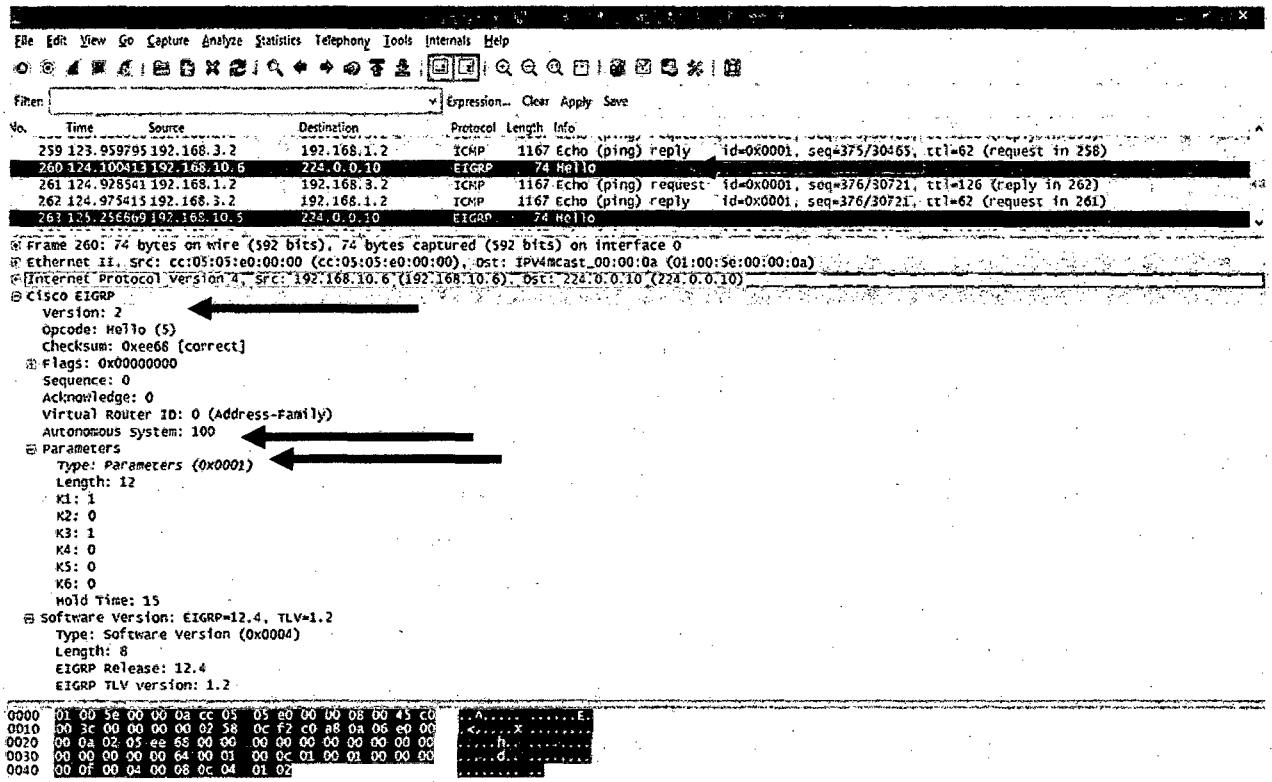 File Edit View Go Capture Analyze Statistics Telephony Tools Internals Help
Filter: Expression... Clear Apply Save
No. Time Source Destination Protocol Length Info
259 123.959795 192.168.3.2 192.168.1.2 ICMP 1167 Echo (ping) reply id=0x0001, seq=375/30465, ttl=62 (request in 258)
260 124.100413 192.168.10.6 224.0.0.10 EIGRP 74 Hello
261 124.928541 192.168.1.2 192.168.3.2 ICMP 1167 Echo (ping) request id=0x0001, seq=376/30721, ttl=126 (reply in 262)
262 124.975415 192.168.3.2 192.168.1.2 ICMP 1167 Echo (ping) reply id=0x0001, seq=376/30721, ttl=62 (request in 261)
263 125.256669 192.168.10.5 224.0.0.10 EIGRP 74 Hello
Frame 260: 74 bytes on wire (592 bits), 74 bytes captured (592 bits) on interface 0
Ethernet II, Src: cc:05:05:e0:00:00 (cc:05:05:e0:00:00), Dst: IPv4mcast_00:00:0a (01:00:5e:00:00:0a)
Internet Protocol Version 4, Src: 192.168.10.6 (192.168.10.6), Dst: 224.0.0.10 (224.0.0.10)
Cisco EIGRP
Version: 2
Opcode: Hello (5)
Checksum: 0xee68 [correct]
Flags: 0x00000000
Sequence: 0
Acknowledge: 0
Virtual Router ID: 0 (Address-Family)
Autonomous System: 100
Parameters
Type: Parameters (0x0001)
Length: 12
K1: 1
K2: 0
K3: 1
K4: 0
K5: 0
K6: 0
Hold Time: 15
Software Version: EIGRP=12.4, TLV=1.2
Type: Software Version (0x0004)
Length: 8
EIGRP Release: 12.4
EIGRP TLV version: 1.2
0000 01 00 5e 00 00 0a cc 05 05 e0 00 00 08 00 45 c0 ..^..... ......E.
0010 00 3c 00 00 00 00 02 58 0c f2 c0 a8 0a 06 e0 00 .<.....X ........
0020 00 0a 02 05 ee 68 00 00 00 00 00 00 00 00 00 00 .....h.. ........
0030 00 00 00 00 00 64 00 01 00 0c 01 00 01 00 00 00 .....d.. ........
0040 00 0f 00 04 00 08 0c 04 01 02 ........ ..